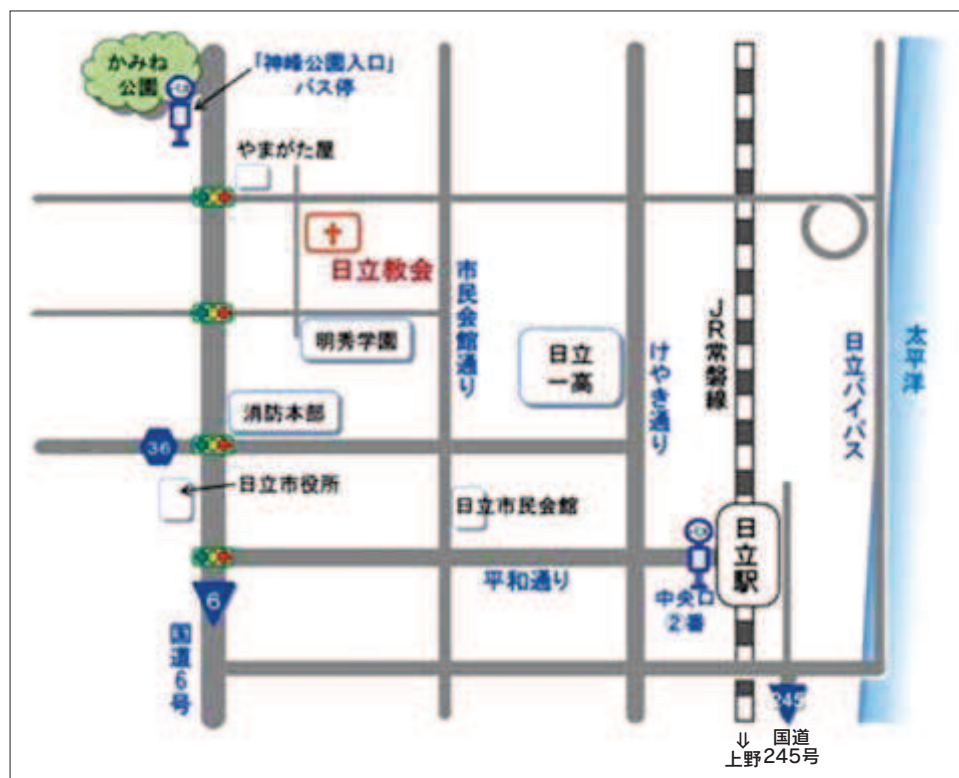 かみね
公園
「神峰公園入口」
バス停
やまがた屋
日立教会
市民会館通り
明秀学園
日立
一高
けやき通り
JR常磐線
日立バイパス
太平洋
消防本部
36
日立市役所
日立市民会館
日立駅
平和通り
中央口
2番
6
国道6号
245
⇓
上野
国道
245号